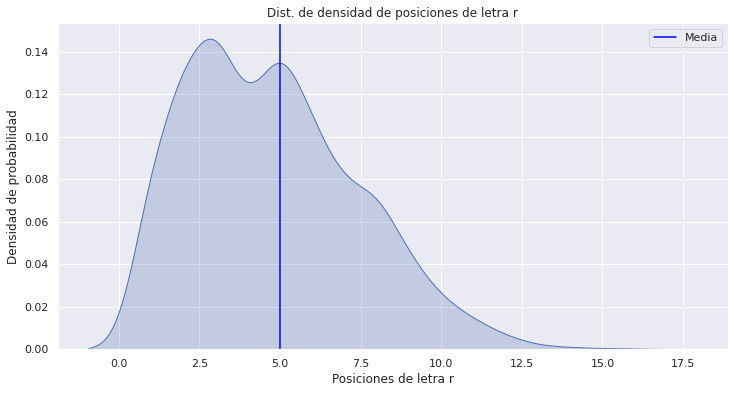 Dist. de densidad de posiciones de letra r
Media
Densidad de probabilidad
0.14
0.12
0.10
0.08
0.06
0.04
0.02
0.00
0.0 2.5 5.0 7.5 10.0 12.5 15.0 17.5
Posiciones de letra r